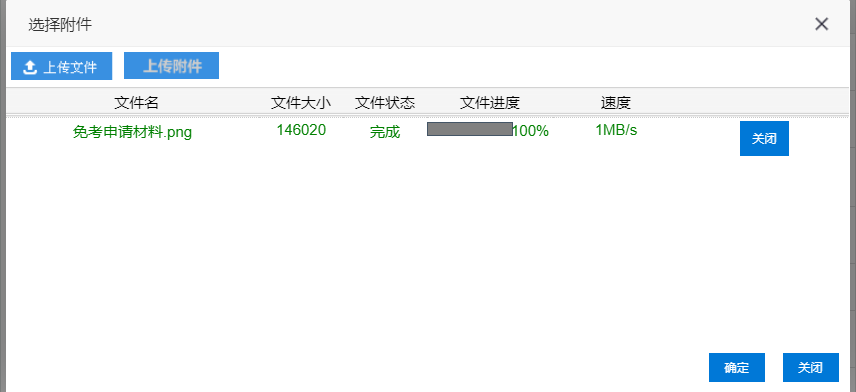 选择附件
上传文件 上传附件
文件名 文件大小 文件状态 文件进度 速度
免考申请材料.png 146020 完成 100% 1MB/s 关闭
确定 关闭